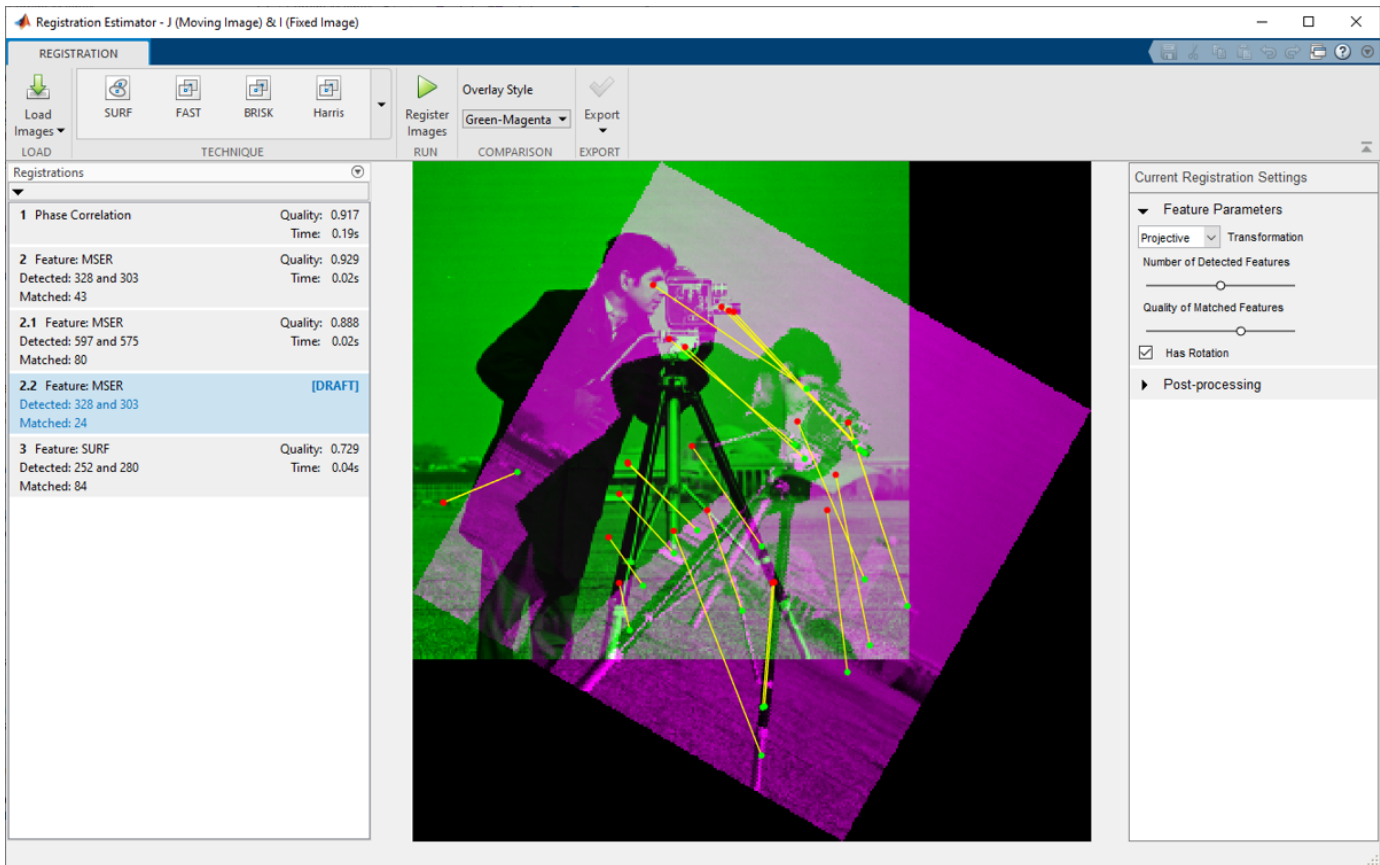 Registration Estimator - J (Moving Image) & I (Fixed Image)
REGISTRATION
Load
Images
SURF
FAST
BRISK
Harris
Register
Images
Overlay Style
Green-Magenta
Export
LOAD
TECHNIQUE
RUN
COMPARISON
EXPORT
Registrations
1 Phase Correlation
Quality: 0.917
Time: 0.19s
2 Feature: MSER
Quality: 0.929
Detected: 328 and 303
Time: 0.02s
Matched: 43
2.1 Feature: MSER
Quality: 0.888
Detected: 597 and 575
Time: 0.02s
Matched: 80
2.2 Feature: MSER
[DRAFT]
Detected: 328 and 303
Matched: 24
3 Feature: SURF
Quality: 0.729
Detected: 252 and 280
Time: 0.04s
Matched: 84
Current Registration Settings
Feature Parameters
Projective
Transformation
Number of Detected Features
Quality of Matched Features
Has Rotation
Post-processing